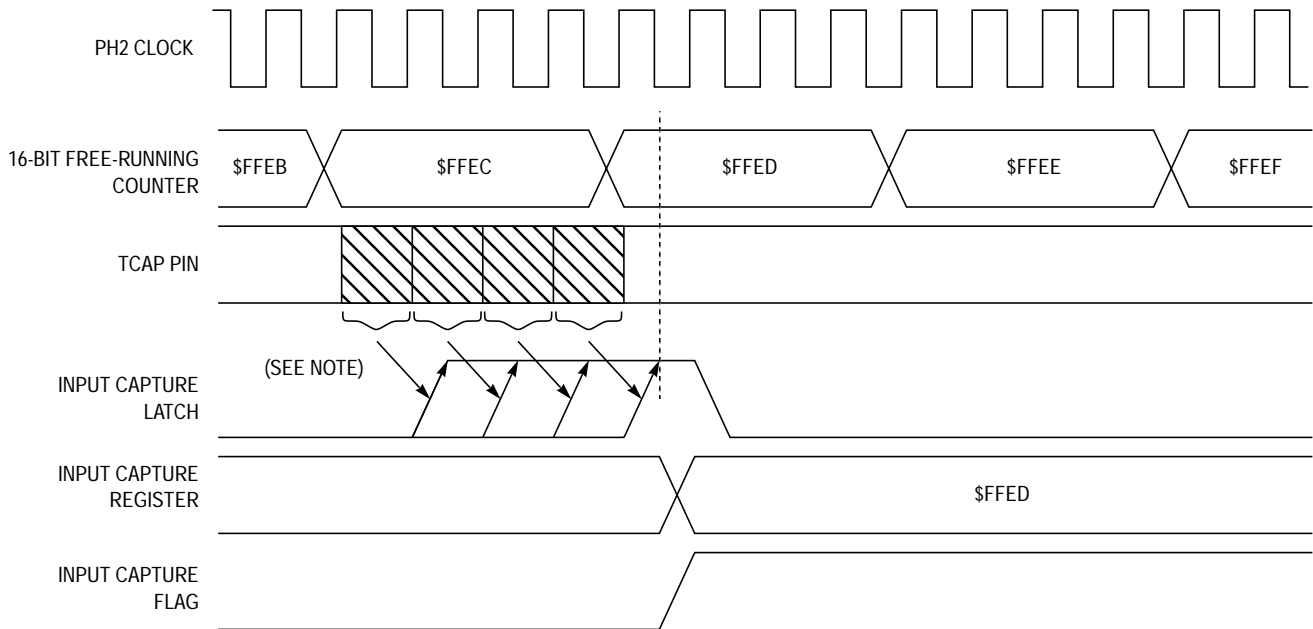 PH2 CLOCK
16-BIT FREE-RUNNING
COUNTER
$FFEB
$FFEC
$FFED
$FFEE
$FFEF
TCAP PIN
(SEE NOTE)
INPUT CAPTURE
LATCH
INPUT CAPTURE
REGISTER
$FFED
INPUT CAPTURE
FLAG